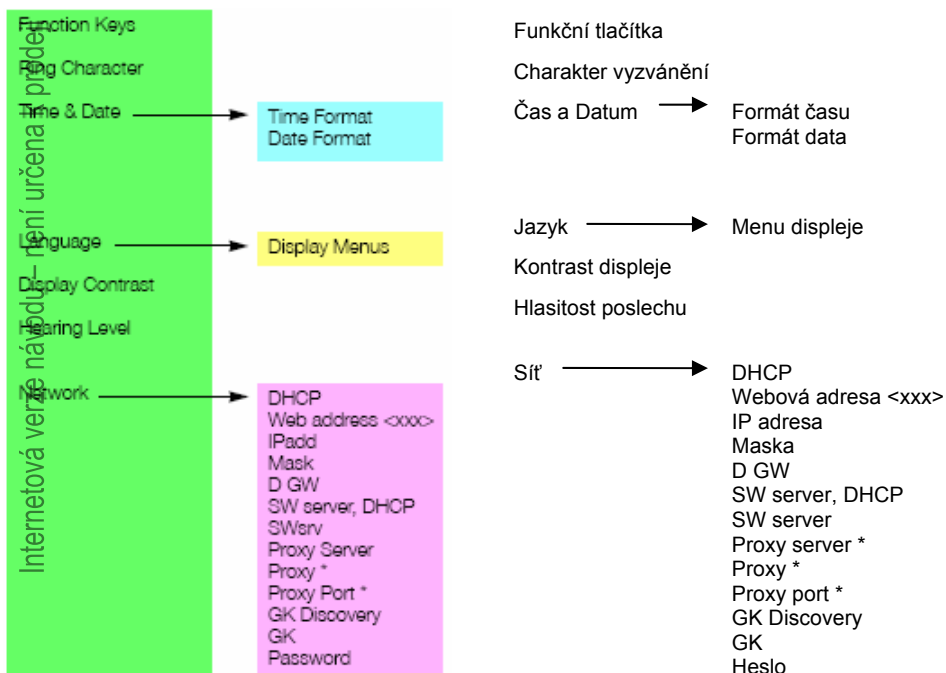 Function Keys
Ring Character
Time & Date
Time Format
Date Format
Language
Display Menus
Display Contrast
Hearing Level
Network
DHCP
Web address <xxx>
IPadd
Mask
D GW
SW server, DHCP
SWsrv
Proxy Server
Proxy *
Proxy Port *
GK Discovery
GK
Password
Internetová verze návodu – není určena k prodeji
Funkční tlačítka
Charakter vyzvánění
Čas a Datum
Formát času
Formát data
Jazyk
Menu displeje
Kontrast displeje
Hlasitost poslechu
Síť
DHCP
Webová adresa <xxx>
IP adresa
Maska
D GW
SW server, DHCP
SW server
Proxy server *
Proxy *
Proxy port *
GK Discovery
GK
Heslo